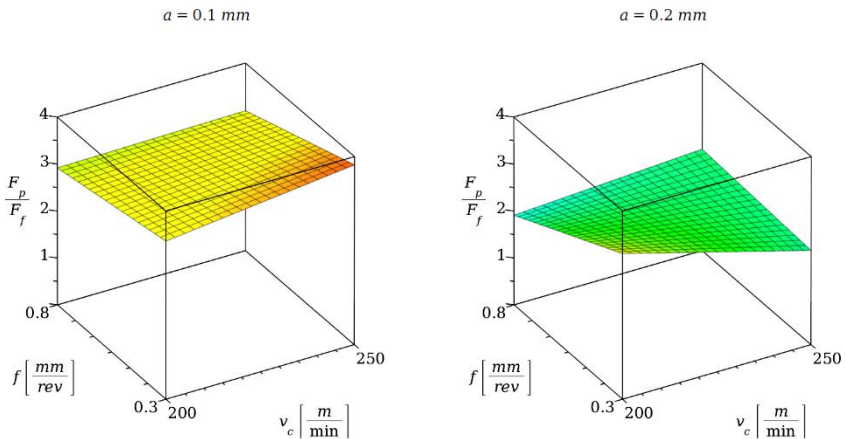 a = 0.1 mm
4
3
F_p
F_f
2
1
0.8
f [mm/rev]
0.3
200
v_c [m/min]
250
a = 0.2 mm
4
3
F_p
F_f
2
1
0.8
f [mm/rev]
0.3
200
v_c [m/min]
250